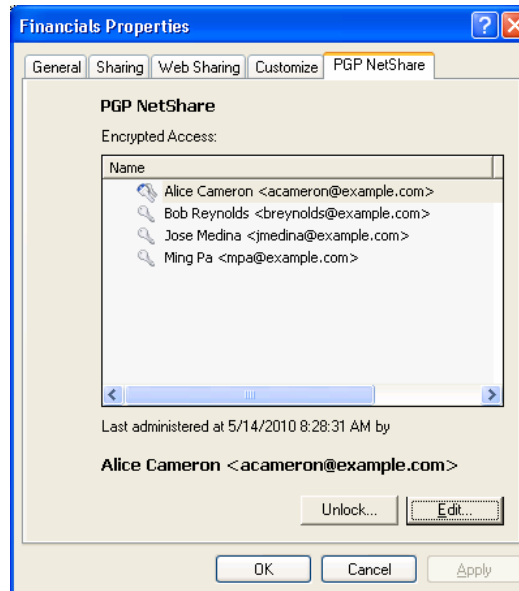 Financials Properties
General Sharing Web Sharing Customize PGP NetShare
PGP NetShare
Encrypted Access:
Name
Alice Cameron <acameron@example.com>
Bob Reynolds <breynolds@example.com>
Jose Medina <jmedina@example.com>
Ming Pa <mpa@example.com>
Last administered at 5/14/2010 8:28:31 AM by
Alice Cameron <acameron@example.com>
Unlock... Edit...
OK Cancel Apply